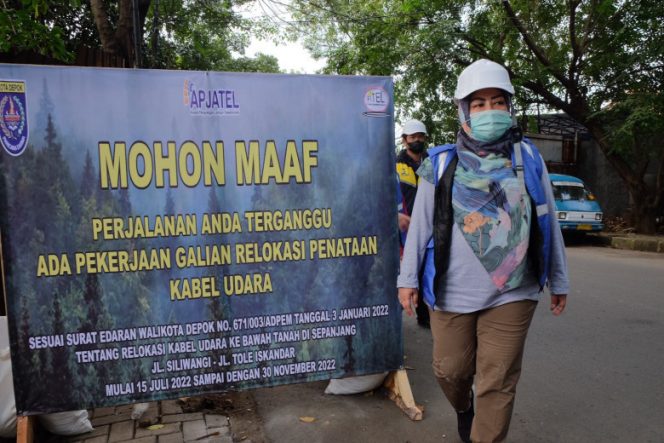 KOTA DEPOK
APJATEL
MOHON MAAF
PERJALANAN ANDA TERGANGGU
ADA PEKERJAAN GALIAN RELOKASI PENATAAN
KABEL UDARA
SESUAI SURAT EDARAN WALIKOTA DEPOK NO. 671/003/ADPEM TANGGAL 3 JANUARI 2022
TENTANG RELOKASI KABEL UDARA KE BAWAH TANAH DI SEPANJANG
JL. SILIWANGI - JL. TOLE ISKANDAR
MULAI 15 JULI 2022 SAMPAI DENGAN 30 NOVEMBER 2022